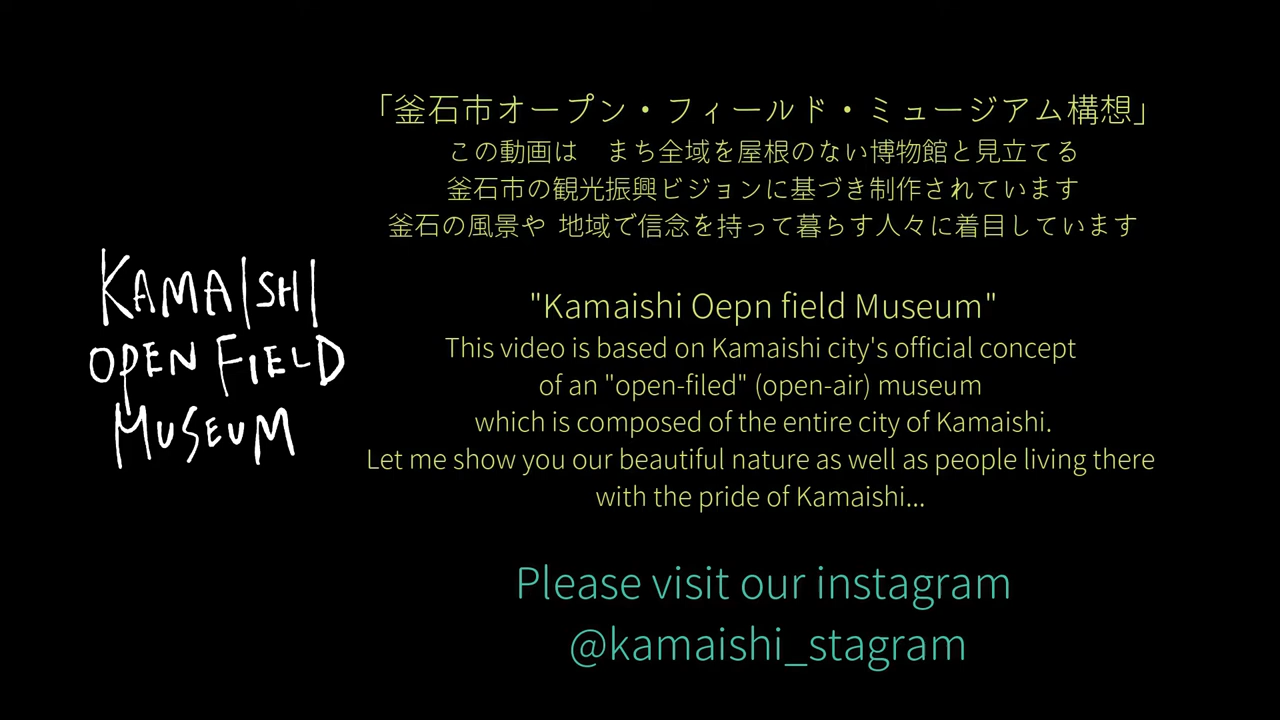 KAMAISHI
OPEN FIELD
MUSEUM
「釜石市オープン・フィールド・ミュージアム構想」
この動画は　まち全域を屋根のない博物館と見立てる
釜石市の観光振興ビジョンに基づき制作されています
釜石の風景や 地域で信念を持って暮らす人々に着目しています
"Kamaishi Oepn field Museum"
This video is based on Kamaishi city's official concept
of an "open-filed" (open-air) museum
which is composed of the entire city of Kamaishi.
Let me show you our beautiful nature as well as people living there
with the pride of Kamaishi...
Please visit our instagram
@kamaishi_stagram